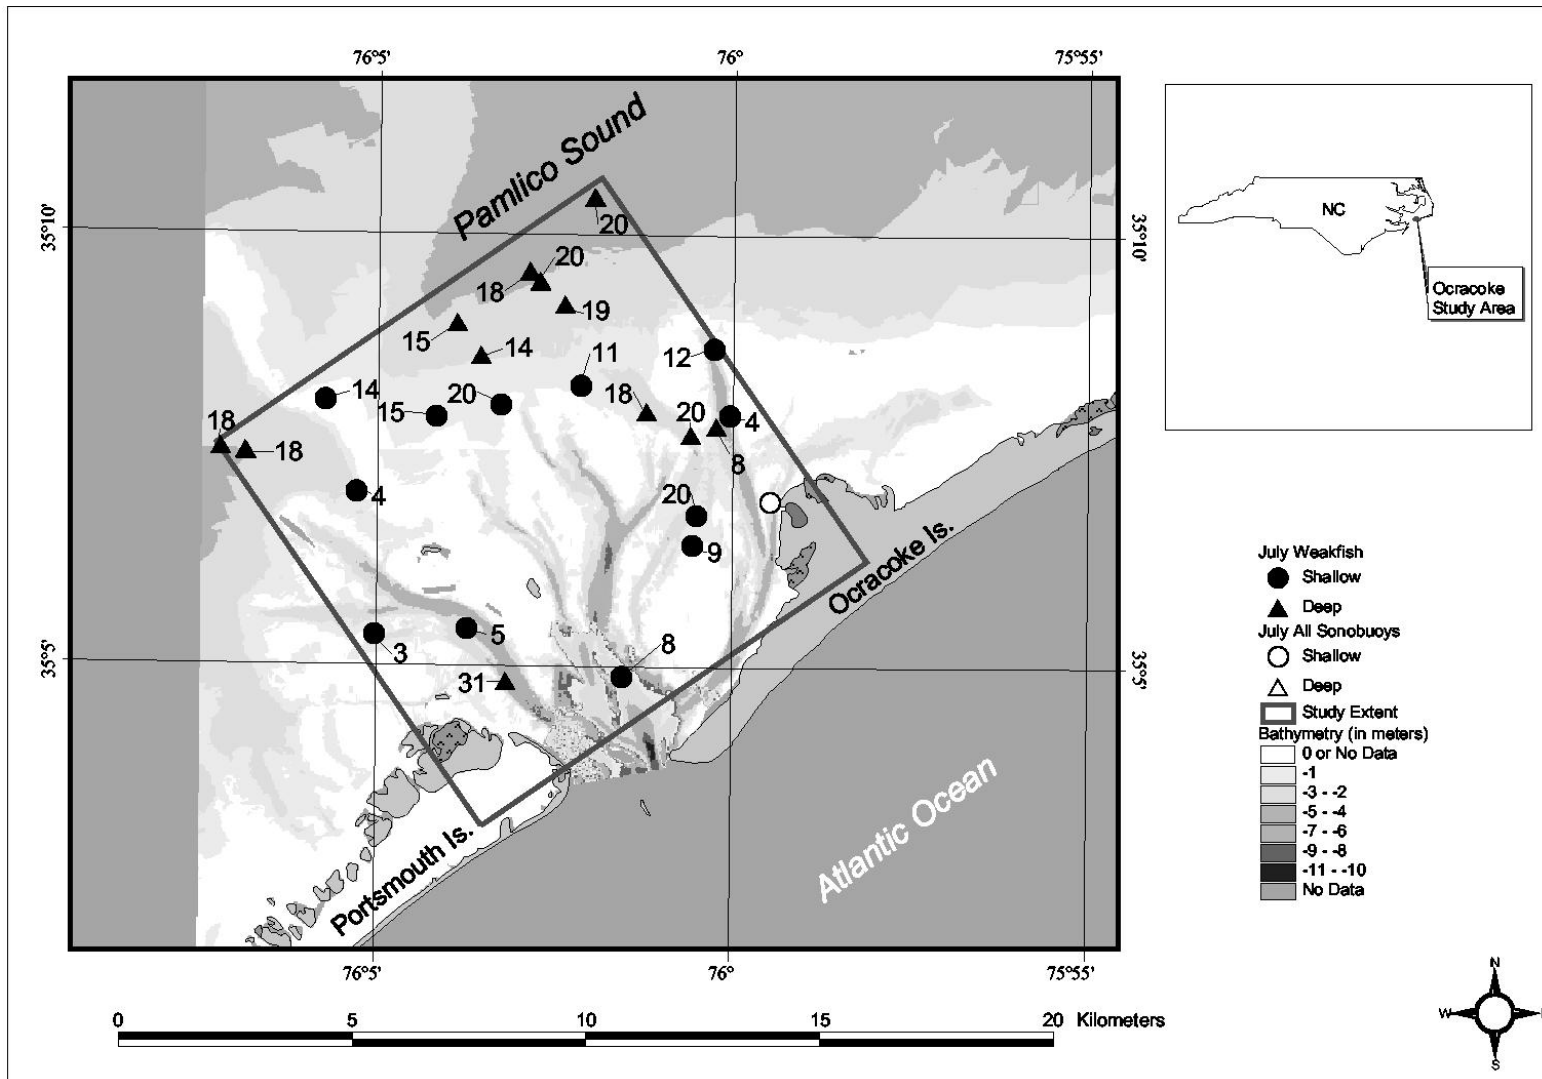 76°5'
76°
75°55'
Pamlico Sound
35°10'
35°10'
20
20
18
19
15
14
11
12
14
20
18
15
20
4
18
18
8
4
20
9
Ocracoke Is.
3
5
8
35°5'
35°5'
31
Portsmouth Is.
Atlantic Ocean
76°5'
76°
75°55'
0
5
10
15
20 Kilometers
NC
Ocracoke
Study Area
July Weakfish
Shallow
Deep
July All Sonobuoys
Shallow
Deep
Study Extent
Bathymetry (in meters)
0 or No Data
-1
-3 - -2
-5 - -4
-7 - -6
-9 - -8
-11 - -10
No Data
N
W
S